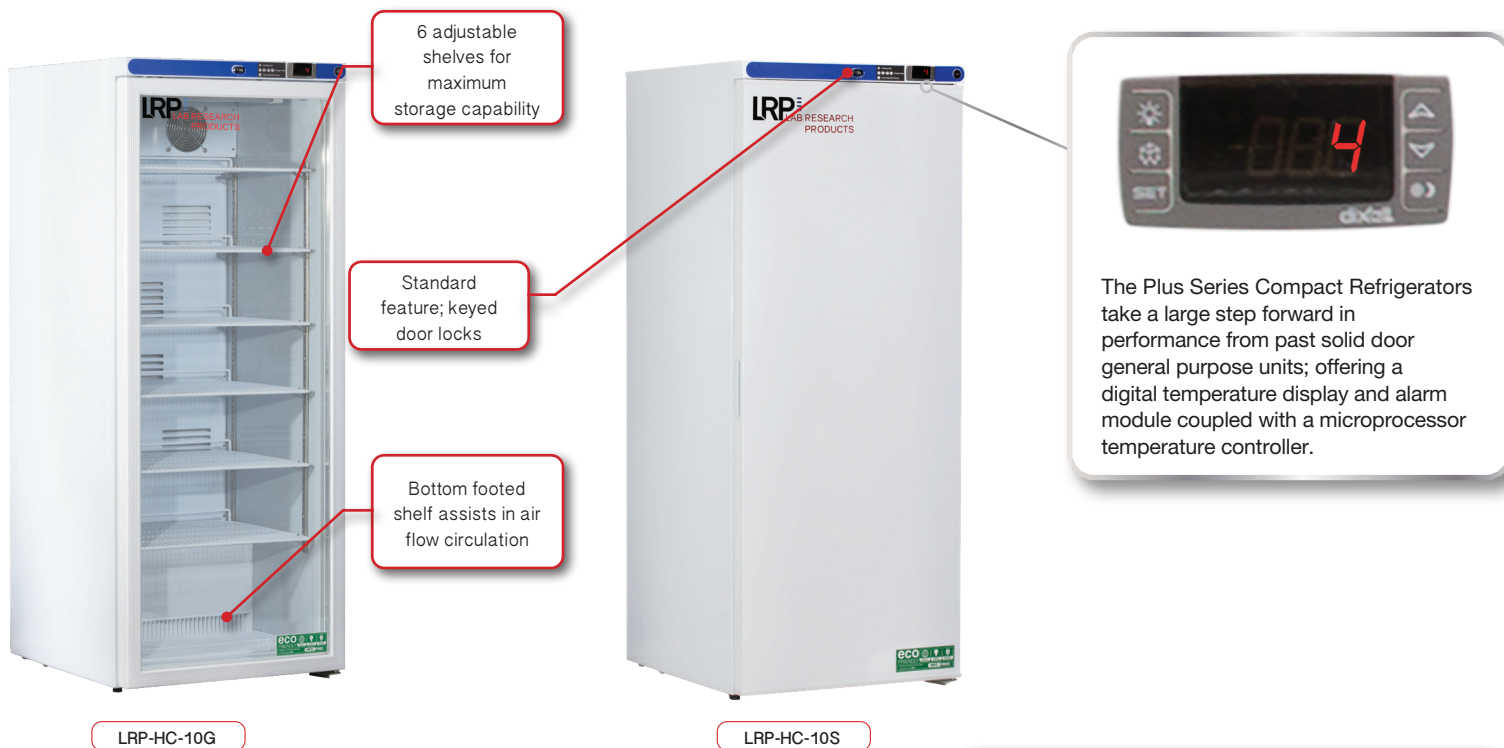 6 adjustable
shelves for
maximum
storage capability
LRP
LAB RESEARCH
PRODUCTS
Standard
feature; keyed
door locks
Bottom footed
shelf assists in air
flow circulation
eco
FRIENDLY
LRP-HC-10G
LRP
LAB RESEARCH
PRODUCTS
eco
FRIENDLY
LRP-HC-10S
4
SET
dixell
The Plus Series Compact Refrigerators
take a large step forward in
performance from past solid door
general purpose units; offering a
digital temperature display and alarm
module coupled with a microprocessor
temperature controller.